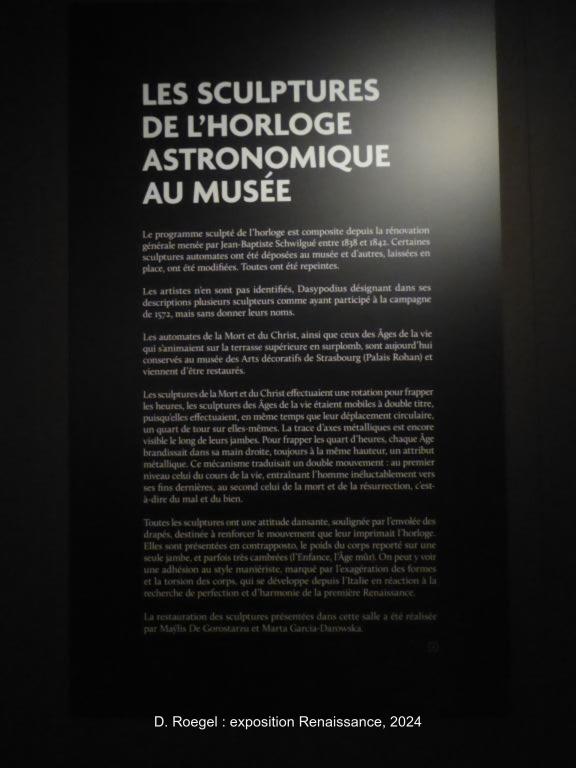 LES SCULPTURES
DE L'HORLOGE
ASTRONOMIQUE
AU MUSÉE
Le programme sculpté de l'horloge est composite depuis la rénovation
générale menée par Jean-Baptiste Schwilgué entre 1838 et 1842. Certaines
sculptures automates ont été déposées au musée et d'autres, laissées en
place, ont été modifiées. Toutes ont été repeintes.
Les artistes n'en sont pas identifiés, Dasypodius désignant dans ses
descriptions plusieurs sculpteurs comme ayant participé à la campagne
de 1572, mais sans donner leurs noms.
Les automates de la Mort et du Christ, ainsi que ceux des Âges de la vie
qui s'animaient sur la terrasse supérieure en surplomb, sont aujourd'hui
conservés au musée des Arts décoratifs de Strasbourg (Palais Rohan) et
viennent d'être restaurés.
Les sculptures de la Mort et du Christ effectuaient une rotation pour frapper
les heures, les sculptures des Âges de la vie étaient mobiles à double titre,
puisqu'elles effectuaient, en même temps que leur déplacement circulaire,
un quart de tour sur elles-mêmes. La trace d'axes métalliques est encore
visible le long de leurs jambes. Pour frapper les quart d'heures, chaque Âge
brandissait dans sa main droite, toujours à la même hauteur, un attribut
métallique. Ce mécanisme traduisait un double mouvement : au premier
niveau celui du cours de la vie, entraînant l'homme inéluctablement vers
ses fins dernières, au second celui de la mort et de la résurrection, c'est-
à-dire du mal et du bien.
Toutes les sculptures ont une attitude dansante, soulignée par l'envolée des
drapés, destinée à renforcer le mouvement que leur imprimait l'horloge.
Elles sont présentées en contrapposto, le poids du corps reporté sur une
seule jambe, et parfois très cambrées (l'Enfance, l'Âge mûr). On peut y voir
une adhésion au style maniériste, marqué par l'exagération des formes
et la torsion des corps, qui se développe depuis l'Italie en réaction à la
recherche de perfection et d'harmonie de la première Renaissance.
La restauration des sculptures présentées dans cette salle a été réalisée
par Maÿlis De Gorostarzu et Marta Garcia-Darowska.
D. Roegel : exposition Renaissance, 2024